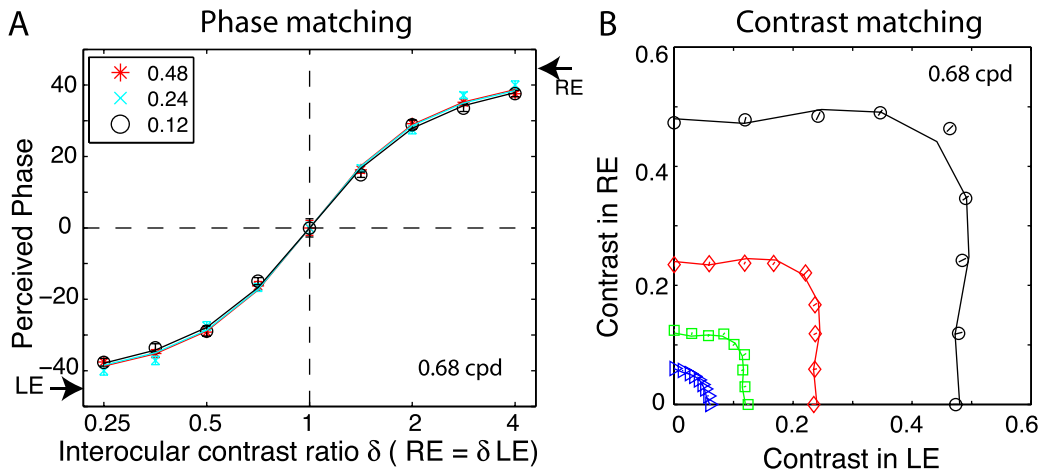 A
Phase matching
40
20
0
−20
−40
Perceived Phase
0.48
0.24
0.12
RE
LE
0.68 cpd
0.25
0.5
1
2
4
Interocular contrast ratio δ ( RE = δ LE)
B
Contrast matching
0.6
0.4
0.2
0
Contrast in RE
0.68 cpd
0
0.2
0.4
0.6
Contrast in LE